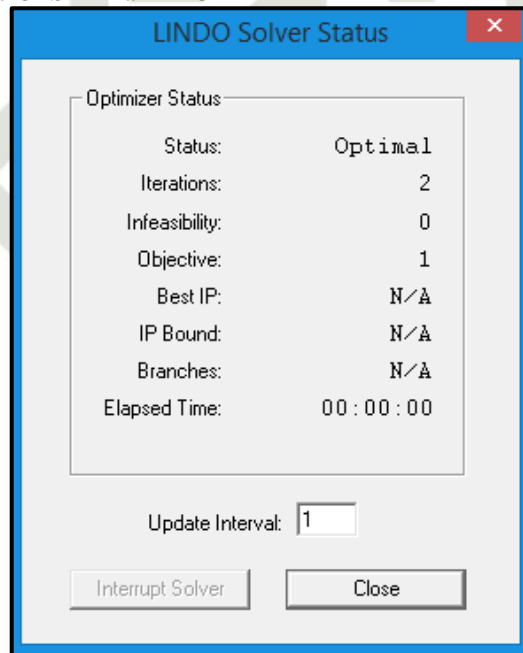 LINDO Solver Status
Optimizer Status
Status: Optimal
Iterations: 2
Infeasibility: 0
Objective: 1
Best IP: N/A
IP Bound: N/A
Branches: N/A
Elapsed Time: 00:00:00
Update Interval: 1
Interrupt Solver Close